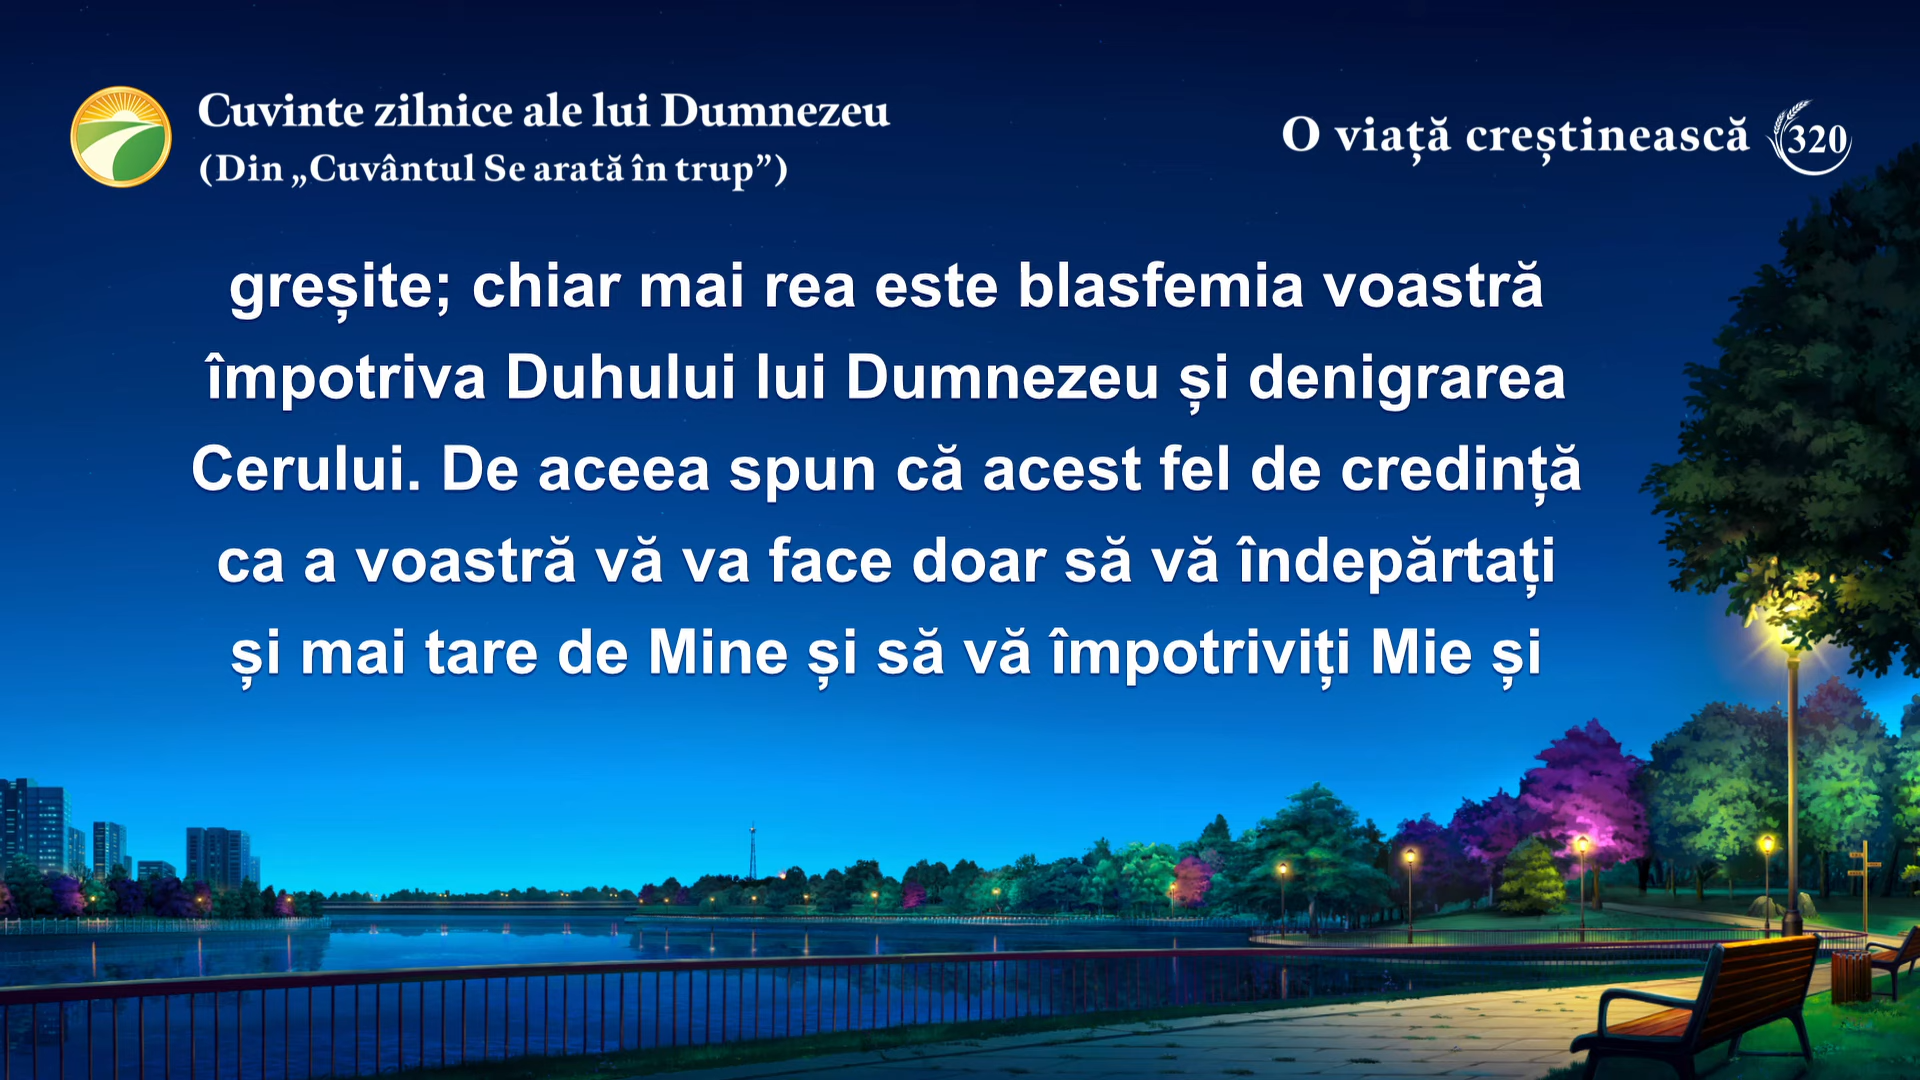 Cuvinte zilnice ale lui Dumnezeu
(Din „Cuvântul Se arată în trup”)
O viață creștinească 320
greșite; chiar mai rea este blasfemia voastră
împotriva Duhului lui Dumnezeu și denigrarea
Cerului. De aceea spun că acest fel de credință
ca a voastră vă va face doar să vă îndepărtați
și mai tare de Mine și să vă împotriviți Mie și